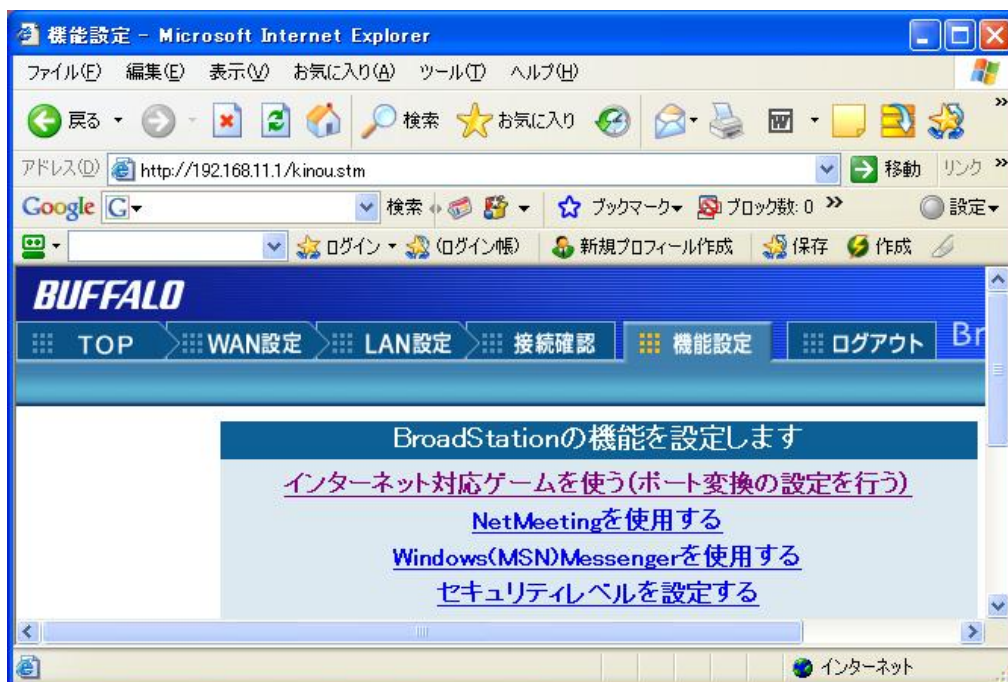 機能設定 - Microsoft Internet Explorer
ファイル(F) 編集(E) 表示(V) お気に入り(A) ツール(T) ヘルプ(H)
戻る 検索 お気に入り
アドレス(D) http://192.168.11.1/kinou.stm 移動 リンク
Google 検索 ブックマーク ブロック数: 0 設定
ログイン (ログイン帳) 新規プロフィール作成 保存 作成
BUFFALO
TOP WAN設定 LAN設定 接続確認 機能設定 ログアウト Br
BroadStationの機能を設定します
インターネット対応ゲームを使う(ポート変換の設定を行う)
NetMeetingを使用する
Windows(MSN)Messengerを使用する
セキュリティレベルを設定する
インターネット